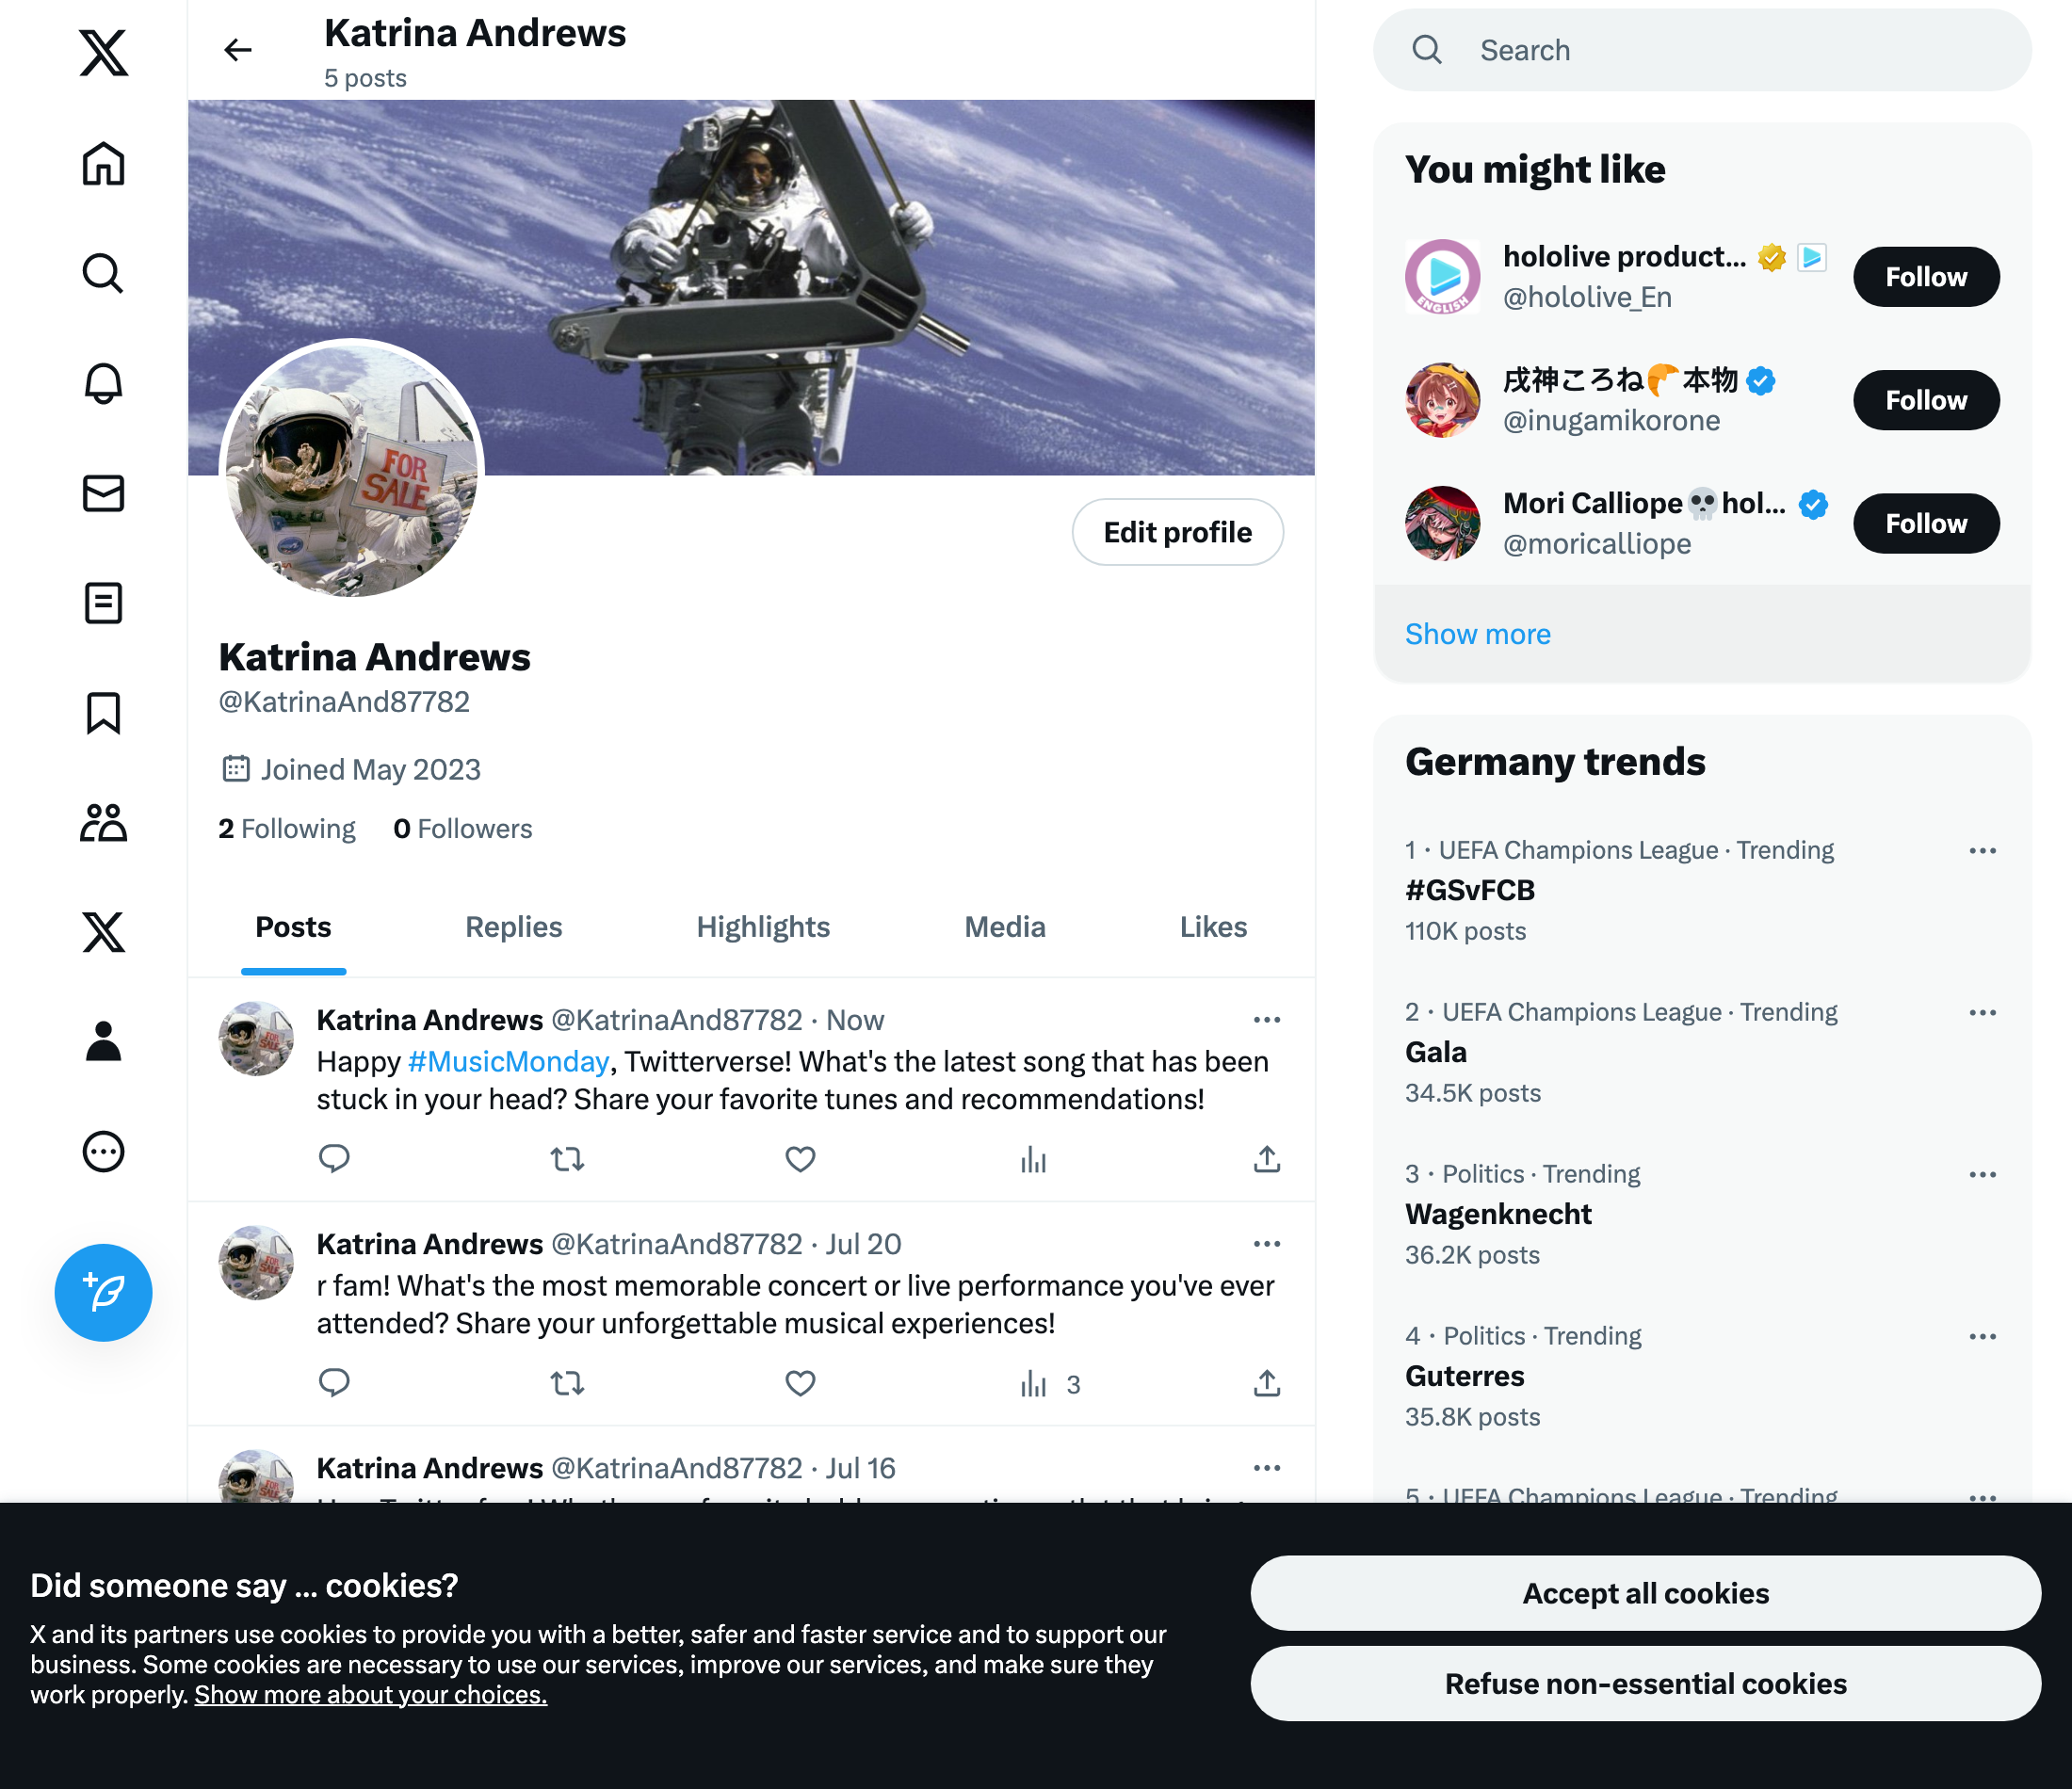 Katrina Andrews
5 posts
FOR
SALE
Edit profile
Katrina Andrews
@KatrinaAnd87782
Joined May 2023
2 Following 0 Followers
Posts Replies Highlights Media Likes
Katrina Andrews @KatrinaAnd87782 · Now
Happy #MusicMonday, Twitterverse! What's the latest song that has been
stuck in your head? Share your favorite tunes and recommendations!
Katrina Andrews @KatrinaAnd87782 · Jul 20
r fam! What's the most memorable concert or live performance you've ever
attended? Share your unforgettable musical experiences!
3
Katrina Andrews @KatrinaAnd87782 · Jul 16
Search
You might like
hololive product...
@hololive_En
ENGLISH
Follow
戌神ころね🥐本物
@inugamikorone
Follow
Mori Calliope💀hol...
@moricalliope
Follow
Show more
Germany trends
1 · UEFA Champions League · Trending
#GSvFCB
110K posts
2 · UEFA Champions League · Trending
Gala
34.5K posts
3 · Politics · Trending
Wagenknecht
36.2K posts
4 · Politics · Trending
Guterres
35.8K posts
5 · UEFA Champions League · Trending
Did someone say ... cookies?
X and its partners use cookies to provide you with a better, safer and faster service and to support our
business. Some cookies are necessary to use our services, improve our services, and make sure they
work properly. Show more about your choices.
Accept all cookies
Refuse non-essential cookies